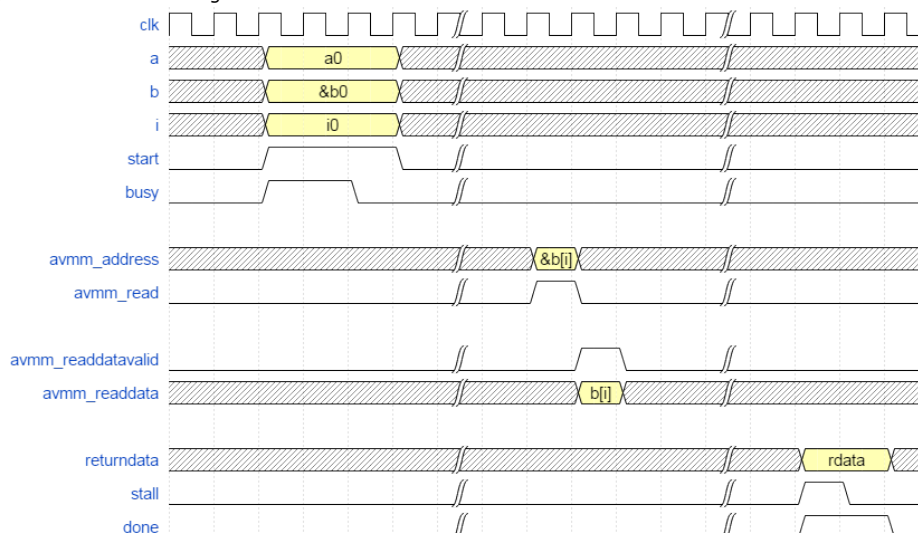 clk
a a0
b &b0
i i0
start
busy
avmm_address &b[i]
avmm_read
avmm_readdatavalid
avmm_readdata b[i]
returndata rdata
stall
done